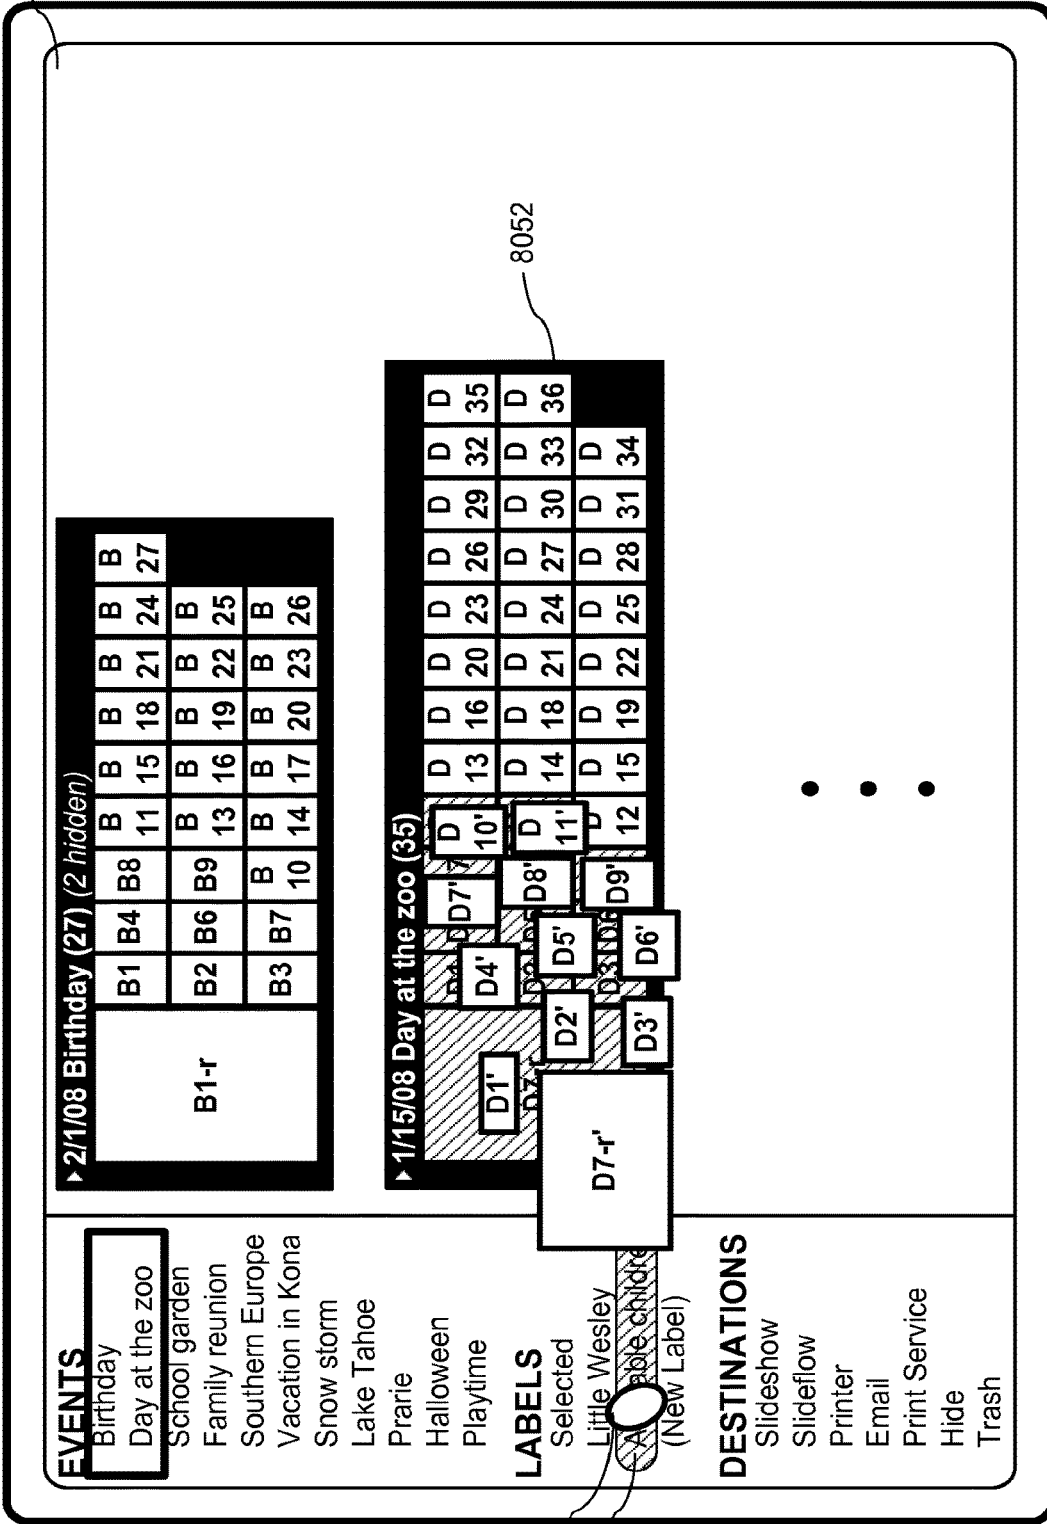 EVENTS
Birthday
Day at the zoo
School garden
Family reunion
Southern Europe
Vacation in Kona
Snow storm
Lake Tahoe
Prarie
Halloween
Playtime
LABELS
Selected
Little Wesley
(New Label)
DESTINATIONS
Slideshow
Slideflow
Printer
Email
Print Service
Hide
Trash
▸2/1/08 Birthday (27) (2 hidden)
B1-r
B1 B4 B8 B 11 B 15 B 18 B 21 B 24 B 27
B2 B6 B9 B 13 B 16 B 19 B 22 B 25
B3 B7 B 10 B 14 B 17 B 20 B 23 B 26
▸1/15/08 Day at the zoo (35)
D7' D 10' D 13 D 16 D 20 D 23 D 26 D 29 D 32 D 35
D1' D4' D8' D 11' D 14 D 18 D 21 D 24 D 27 D 30 D 33 D 36
D2' D5' D9' D 12 D 15 D 19 D 22 D 25 D 28 D 31 D 34
D7-r' D3' D6'
8052